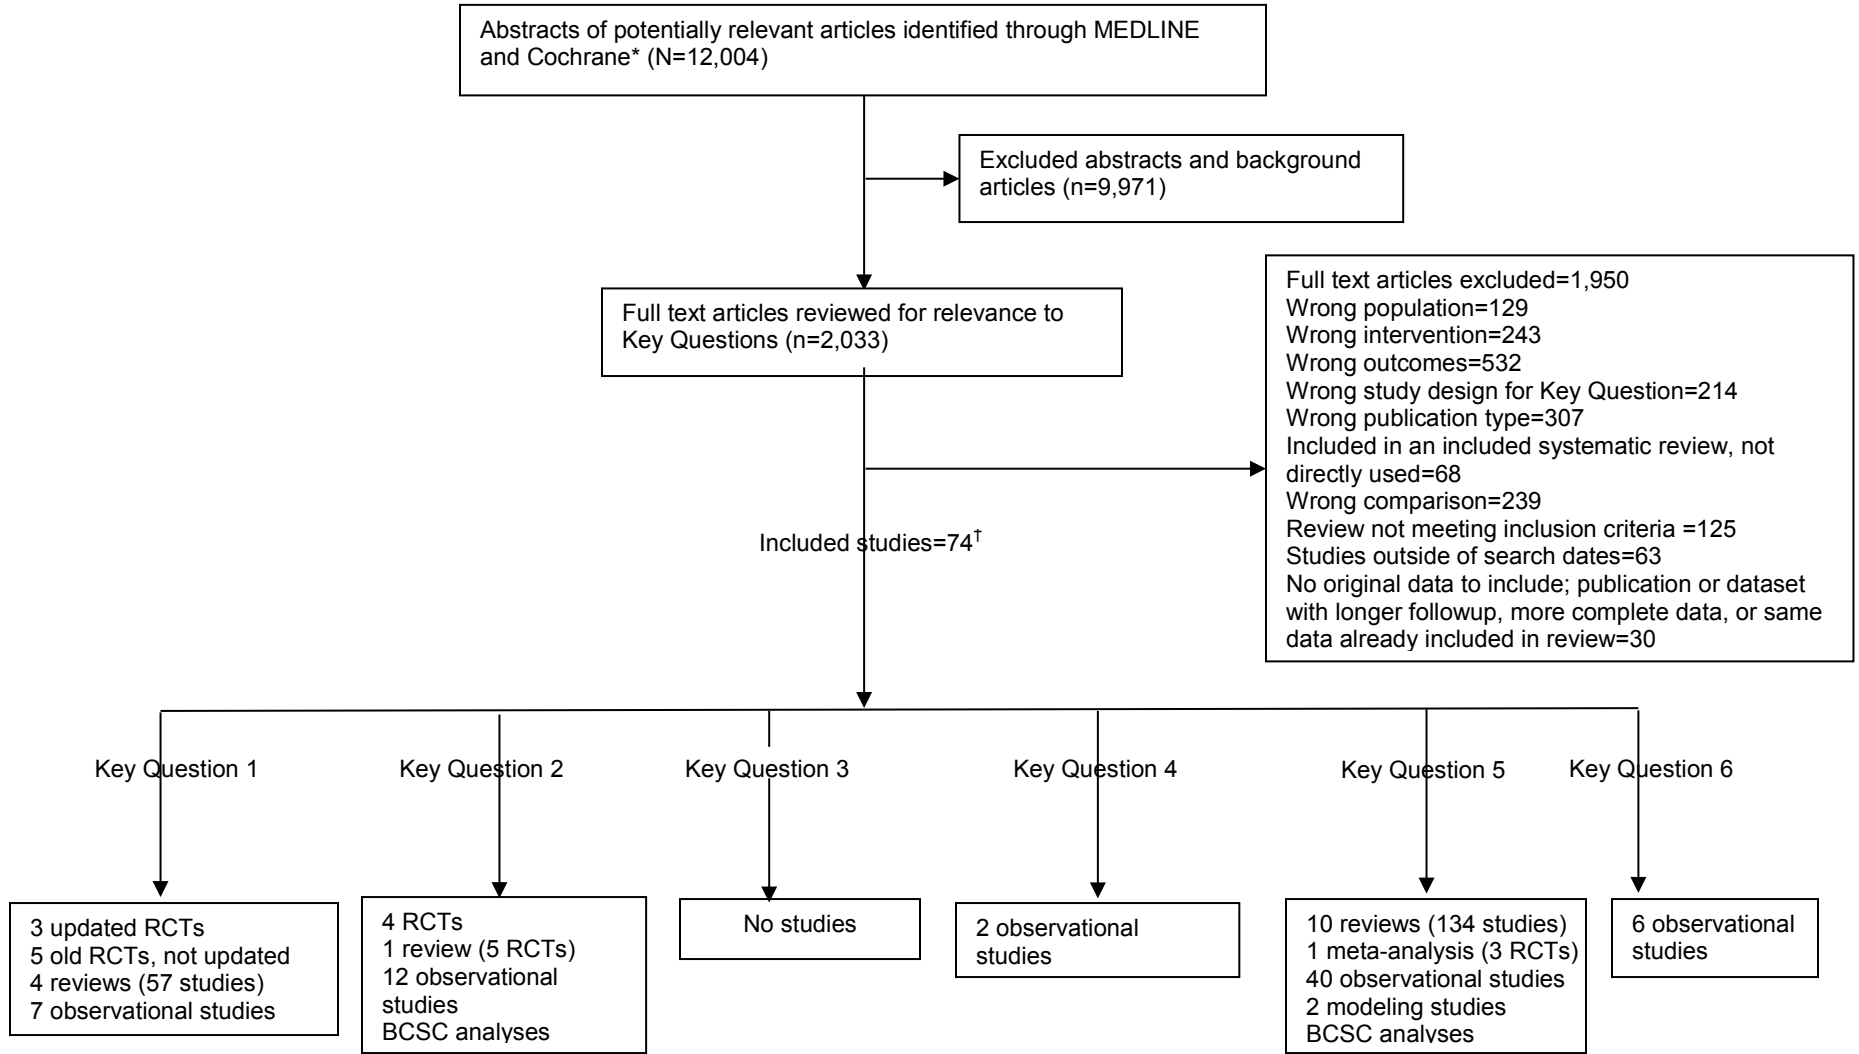 Abstracts of potentially relevant articles identified through MEDLINE
and Cochrane* (N=12,004)
Excluded abstracts and background
articles (n=9,971)
Full text articles reviewed for relevance to
Key Questions (n=2,033)
Full text articles excluded=1,950
Wrong population=129
Wrong intervention=243
Wrong outcomes=532
Wrong study design for Key Question=214
Wrong publication type=307
Included in an included systematic review, not
directly used=68
Wrong comparison=239
Review not meeting inclusion criteria =125
Studies outside of search dates=63
No original data to include; publication or dataset
with longer followup, more complete data, or same
data already included in review=30
Included studies=74†
Key Question 1
Key Question 2
Key Question 3
Key Question 4
Key Question 5
Key Question 6
3 updated RCTs
5 old RCTs, not updated
4 reviews (57 studies)
7 observational studies
4 RCTs
1 review (5 RCTs)
12 observational
studies
BCSC analyses
No studies
2 observational
studies
10 reviews (134 studies)
1 meta-analysis (3 RCTs)
40 observational studies
2 modeling studies
BCSC analyses
6 observational
studies